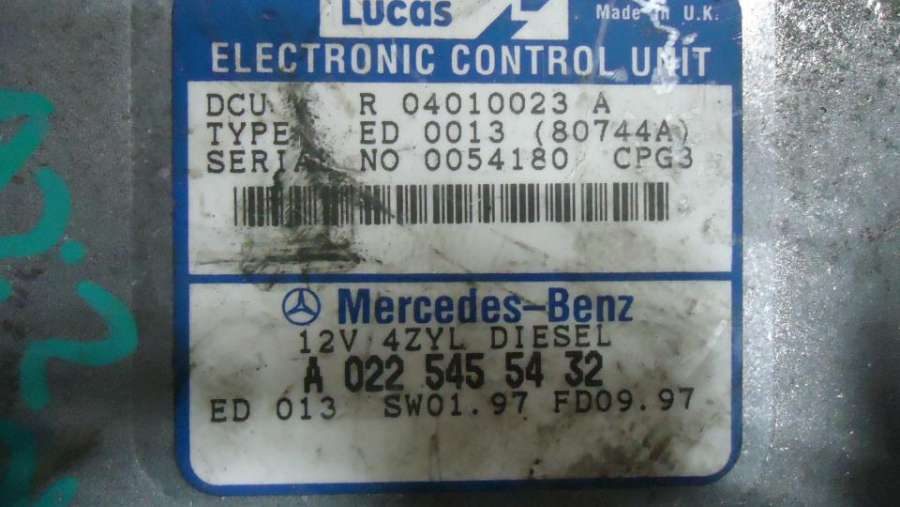 Lucas
Made in U.K.
ELECTRONIC CONTROL UNIT
DCU R 04010023 A
TYPE ED 0013 (80744A)
SERIAL NO 0054180 CPG3
Mercedes-Benz
12V 4ZYL DIESEL
A 022 545 54 32
ED 013 SW01.97 FD09.97